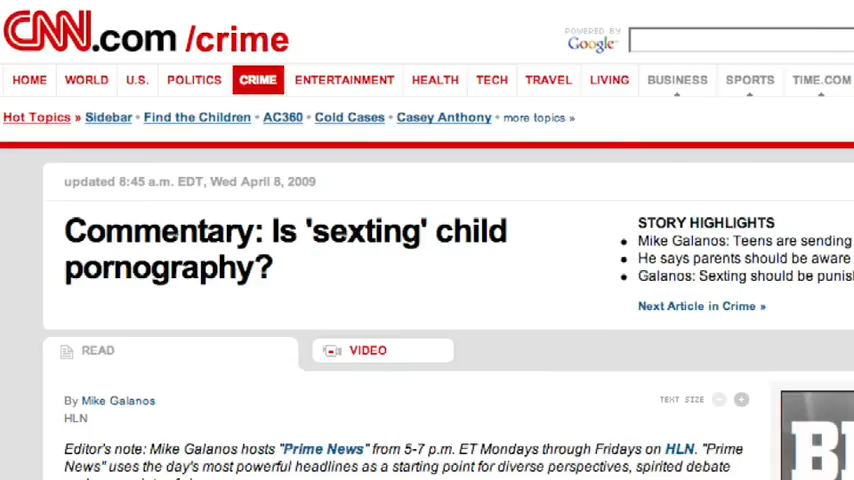 CNN.com /crime
POWERED BY
Google
HOME WORLD U.S. POLITICS CRIME ENTERTAINMENT HEALTH TECH TRAVEL LIVING BUSINESS SPORTS TIME.COM
Hot Topics » Sidebar • Find the Children • AC360 • Cold Cases • Casey Anthony • more topics »
updated 8:45 a.m. EDT, Wed April 8, 2009
Commentary: Is 'sexting' child
pornography?
STORY HIGHLIGHTS
• Mike Galanos: Teens are sending
• He says parents should be aware
• Galanos: Sexting should be punis
Next Article in Crime »
READ
VIDEO
By Mike Galanos
HLN
TEXT SIZE
Editor's note: Mike Galanos hosts "Prime News" from 5-7 p.m. ET Mondays through Fridays on HLN. "Prime
News" uses the day's most powerful headlines as a starting point for diverse perspectives, spirited debate